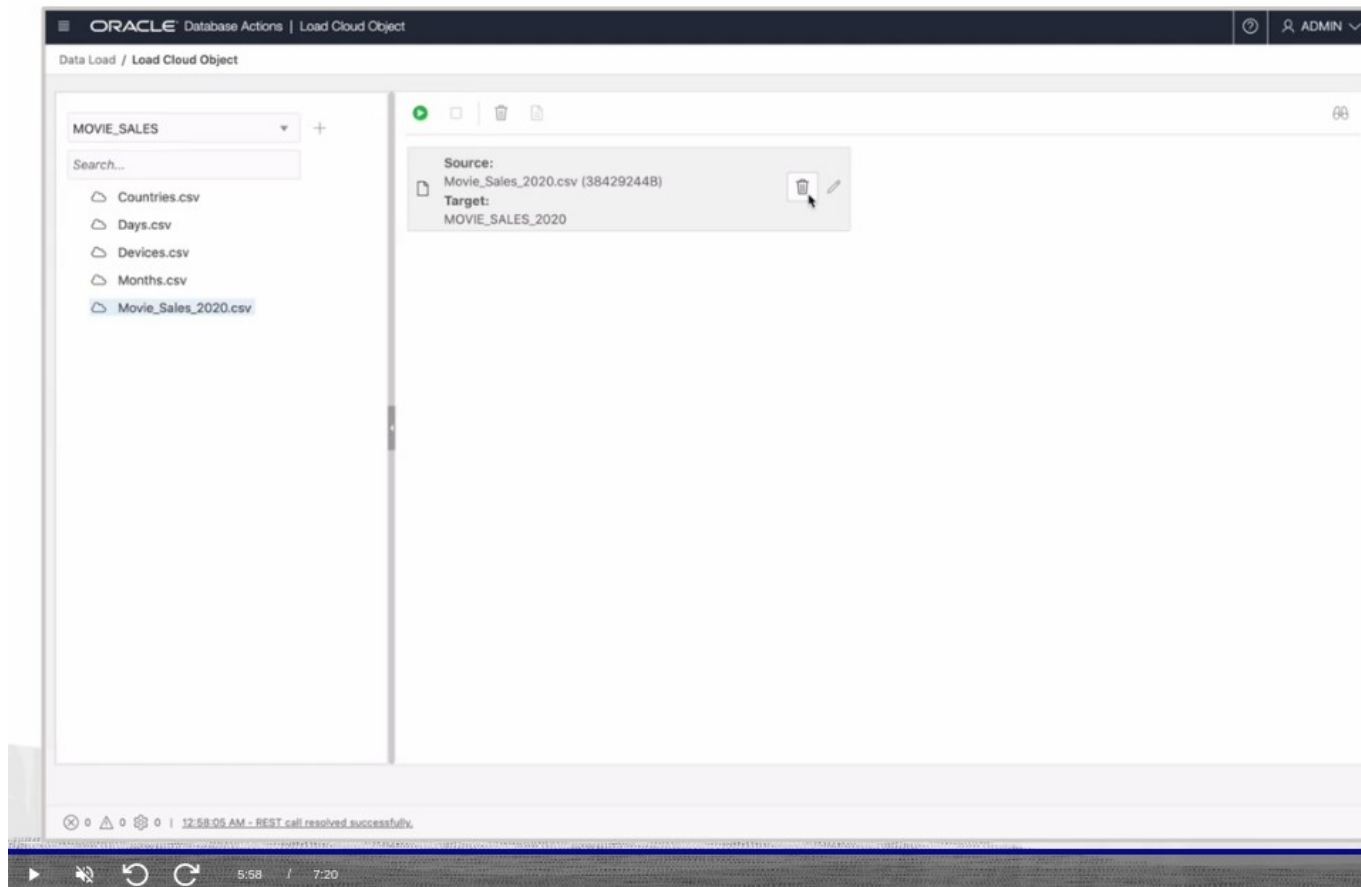 ORACLE Database Actions | Load Cloud Object
ADMIN
Data Load / Load Cloud Object
MOVIE_SALES
Search...
Countries.csv
Days.csv
Devices.csv
Months.csv
Movie_Sales_2020.csv
Source:
Movie_Sales_2020.csv (38429244B)
Target:
MOVIE_SALES_2020
0 0 0 | 12:58:05 AM - REST call resolved successfully.
5:58 / 7:20